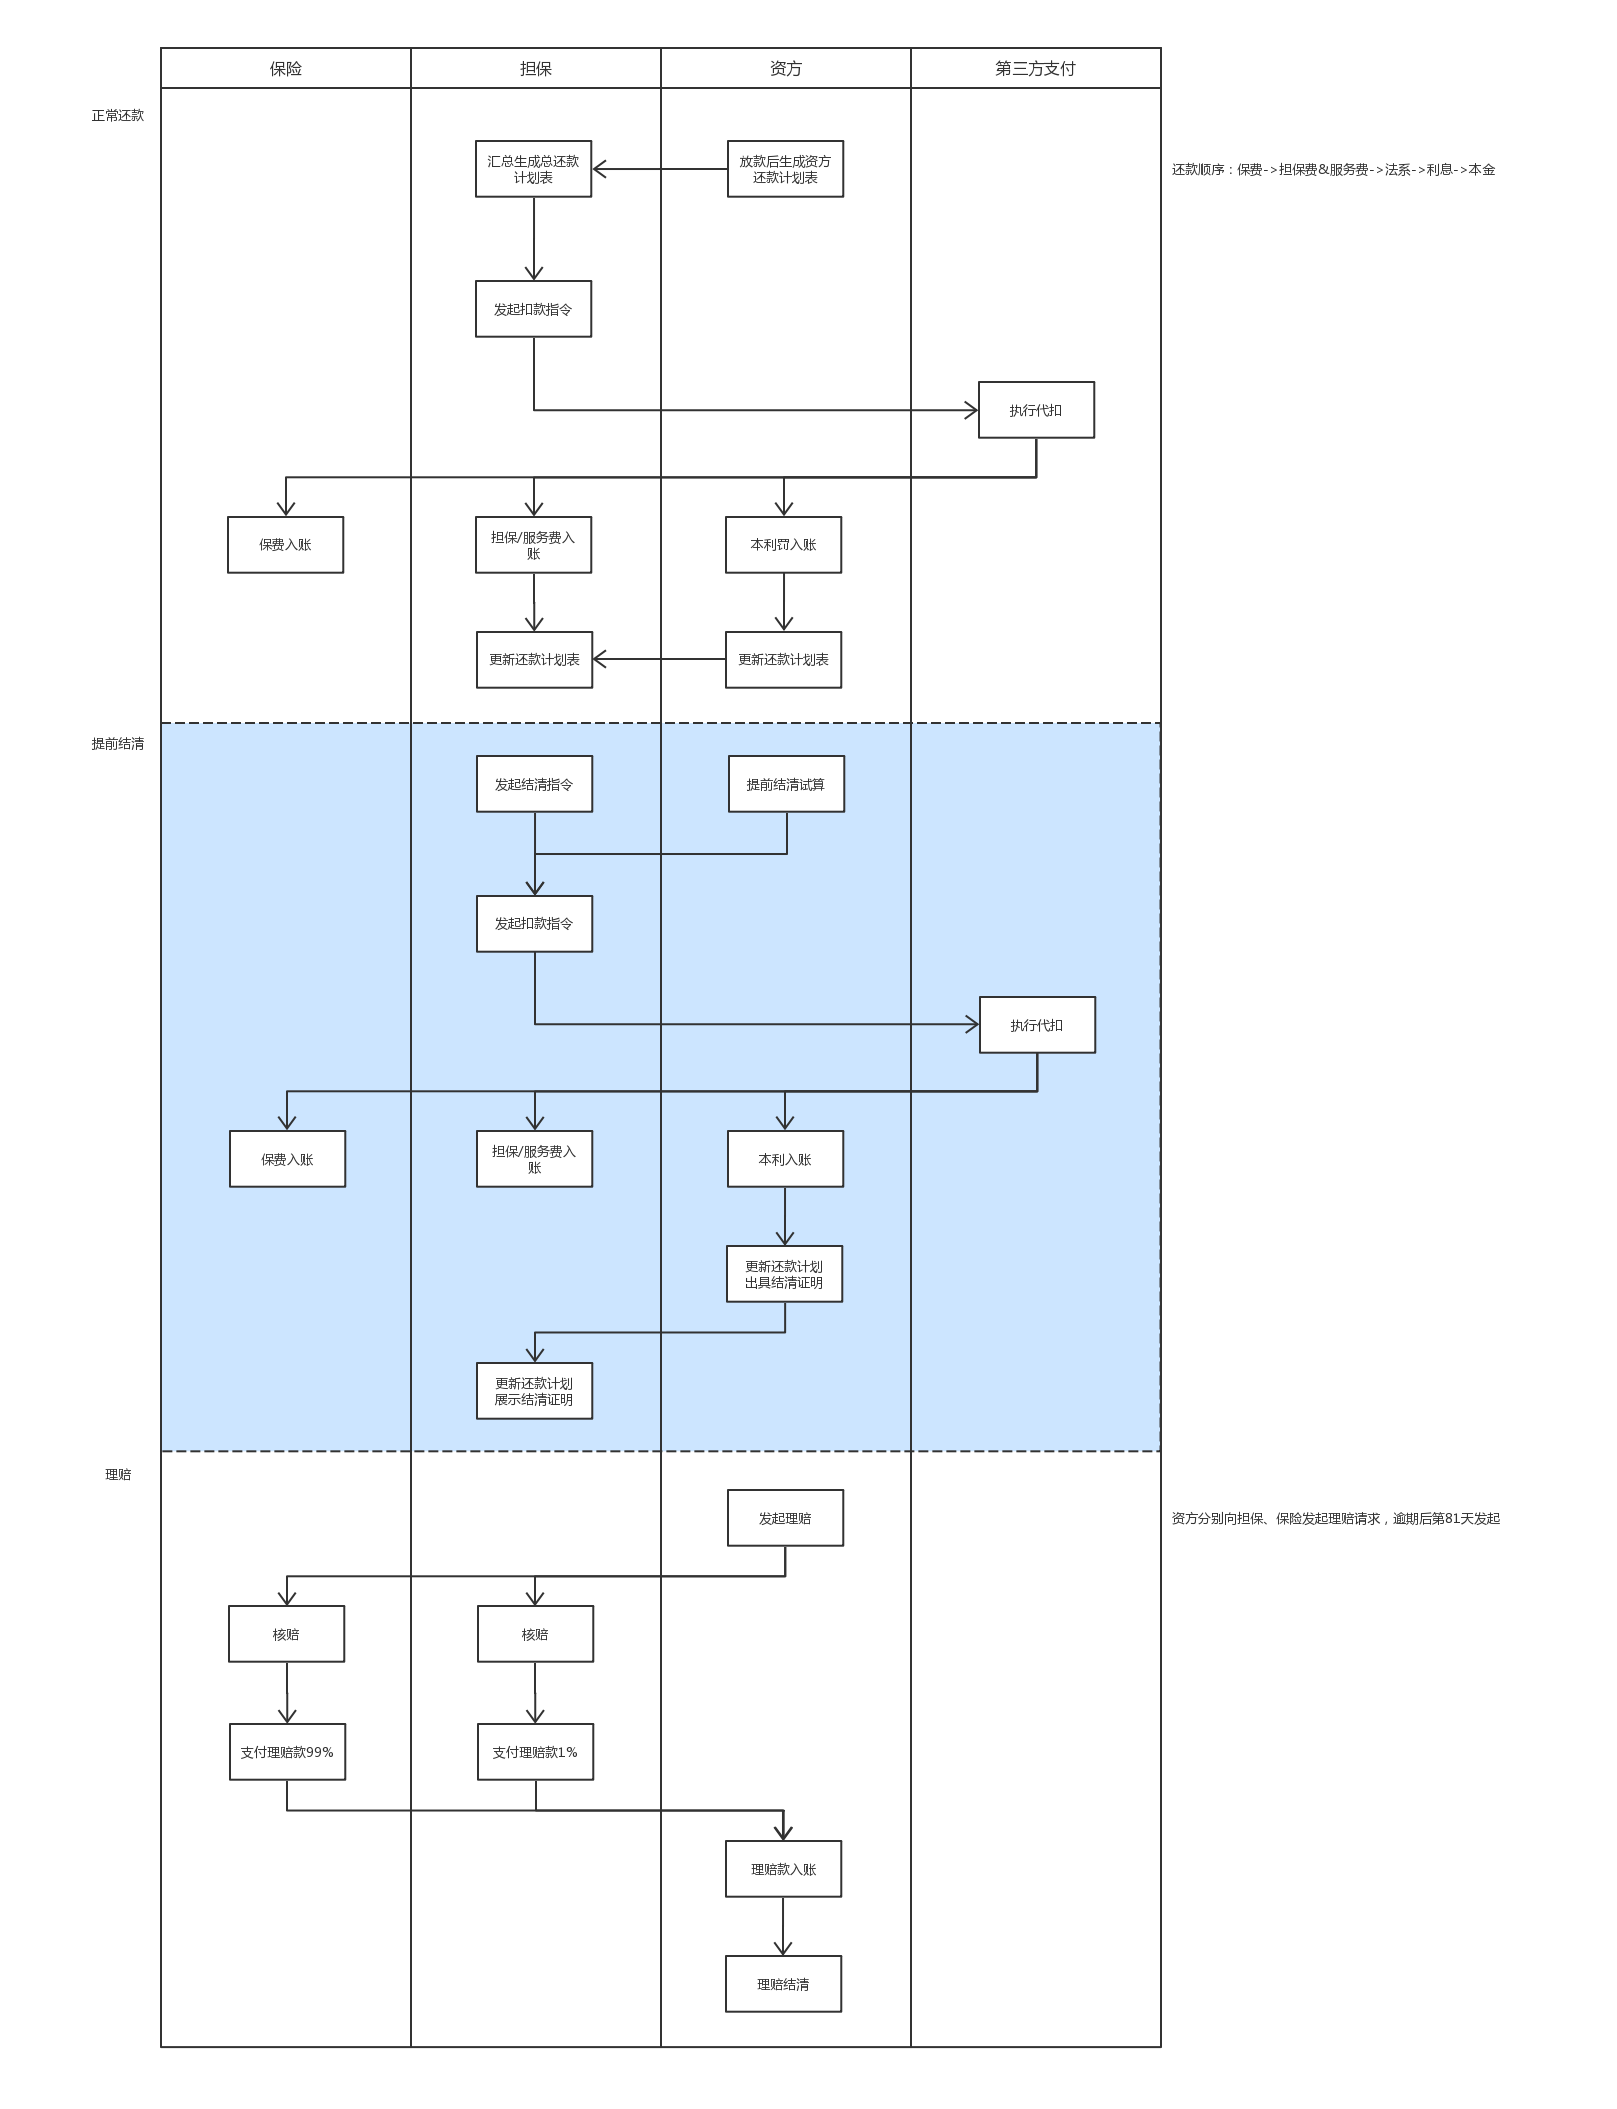 保险
担保
资方
第三方支付
正常还款
汇总生成总还款
计划表
放款后生成资方
还款计划表
还款顺序：保费->担保费&服务费->法系->利息->本金
发起扣款指令
执行代扣
保费入账
担保/服务费入
账
本利罚入账
更新还款计划表
更新还款计划表
提前结清
发起结清指令
提前结清试算
发起扣款指令
执行代扣
保费入账
担保/服务费入
账
本利入账
更新还款计划
出具结清证明
更新还款计划
展示结清证明
理赔
发起理赔
资方分别向担保、保险发起理赔请求，逾期后第81天发起
核赔
核赔
支付理赔款99%
支付理赔款1%
理赔款入账
理赔结清